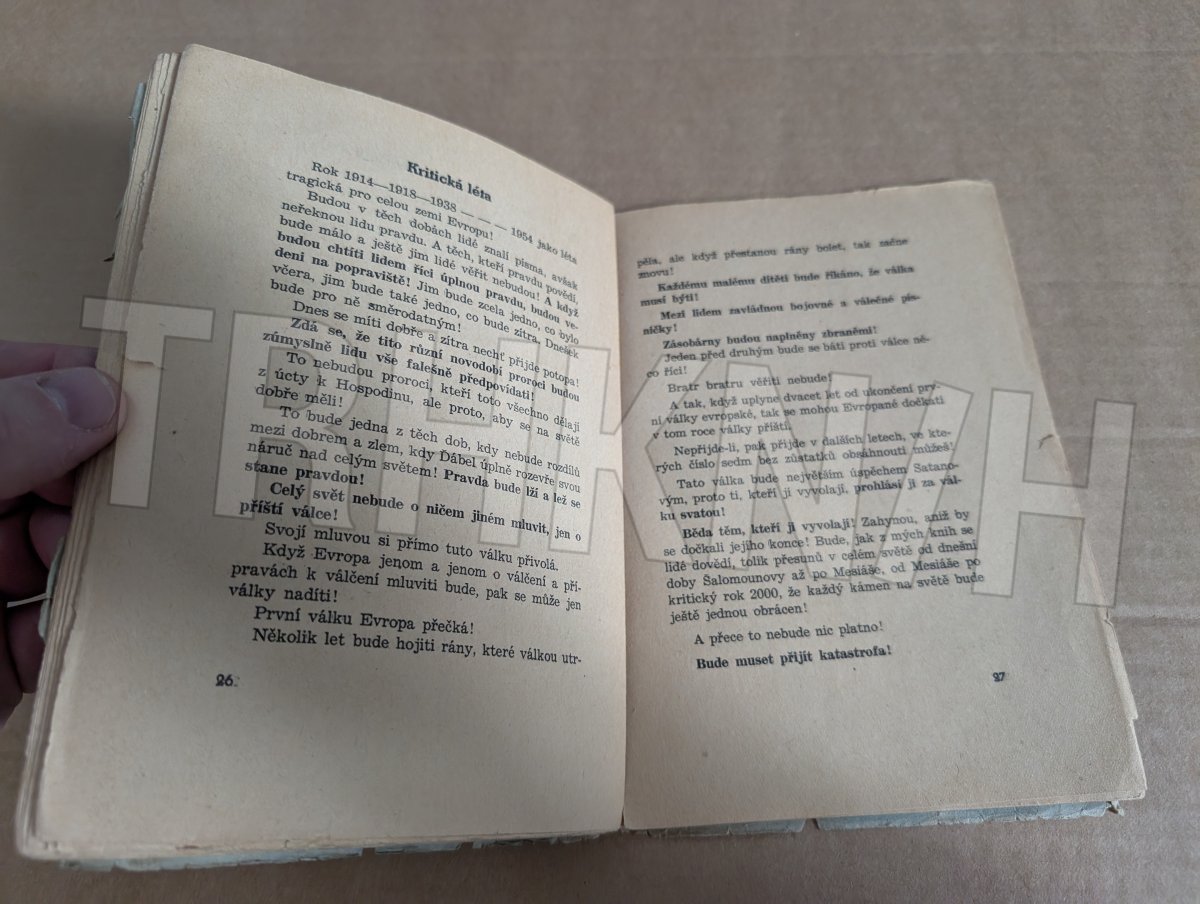 Kritická léta
Rok 1914—1918—1938 — — — 1954 jako léta
tragická pro celou zemi Evropu!
Budou v těch dobách lidé znalí písma, avšak
neřeknou lidu pravdu. A těch, kteří pravdu povědí,
bude málo a ještě jim lidé věřit nebudou! A když
budou chtíti lidem říci úplnou pravdu, budou ve-
deni na popraviště! Jim bude zcela jedno, co bylo
včera, jim bude také jedno, co bude zítra. Dnešek
bude pro ně směrodatným!
Dnes se míti dobře a zítra nechť přijde potopa!
Zdá se, že tito různí novodobí proroci budou
zúmyslně lidu vše falešně předpovídati!
To nebudou proroci, kteří toto všechno dělají
z úcty k Hospodinu, ale proto, aby se na světě
dobře měli!
To bude jedna z těch dob, kdy nebude rozdílů
mezi dobrem a zlem, kdy Ďábel úplně rozevře svou
náruč nad celým světem! Pravda bude lží a lež se
stane pravdou!
Celý svět nebude o ničem jiném mluvit, jen o
příští válce!
Svojí mluvou si přímo tuto válku přivolá.
Když Evropa jenom a jenom o válčení a pří-
pravách k válčení mluviti bude, pak se může jen
války nadíti!
První válku Evropa přečká!
Několik let bude hojiti rány, které válkou utr-
26
pěla, ale když přestanou rány bolet, tak začne
znovu!
Každému malému dítěti bude říkáno, že válka
musí býti!
Mezi lidem zavládnou bojovné a válečné pís-
ničky!
Zásobárny budou naplněny zbraněmi!
Jeden před druhým bude se báti proti válce ně-
co říci!
Bratr bratru věřiti nebude!
A tak, když uplyne dvacet let od ukončení prv-
ní války evropské, tak se mohou Evropané dočkati
v tom roce války příští.
Nepřijde-li, pak přijde v dalších letech, ve kte-
rých číslo sedm bez zůstatků obsáhnouti můžeš!
Tato válka bude největším úspěchem Satano-
vým, proto ti, kteří ji vyvolají, prohlásí ji za vál-
ku svatou!
Běda těm, kteří ji vyvolají! Zahynou, aniž by
se dočkali jejího konce! Bude, jak z mých knih se
lidé dovědí, tolik přesunů v celém světě od dnešní
doby Šalomounovy až po Mesiáše, od Mesiáše po
kritický rok 2000, že každý kámen na světě bude
ještě jednou obrácen!
A přece to nebude nic platno!
Bude muset přijít katastrofa!
27
TRHKNIH